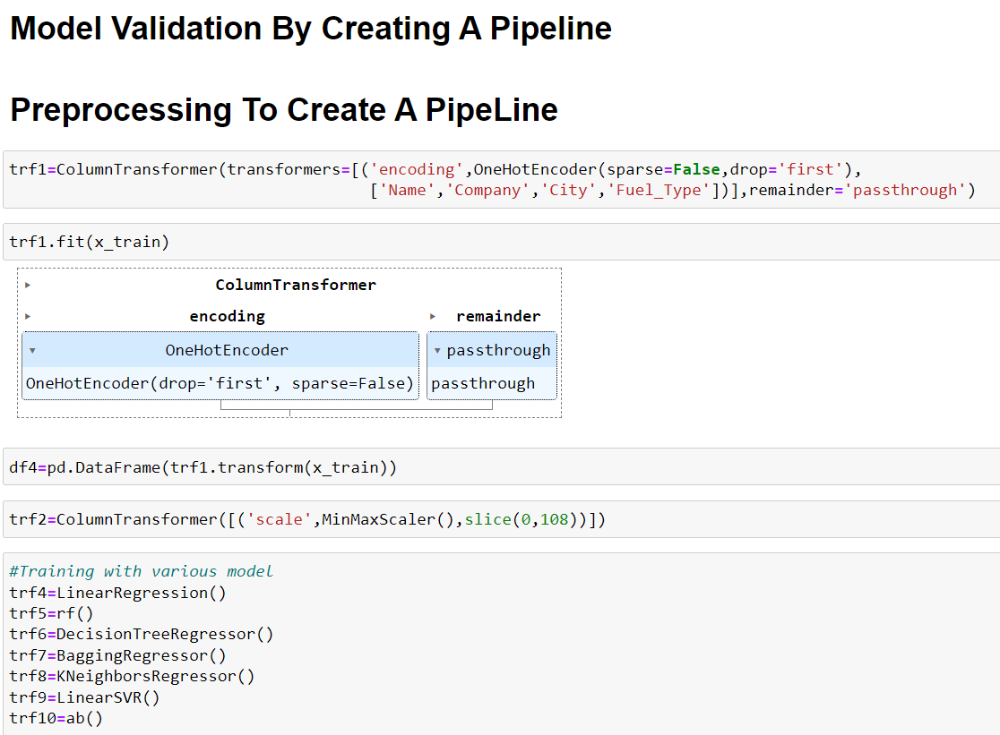 Model Validation By Creating A Pipeline
Preprocessing To Create A PipeLine
trf1=ColumnTransformer(transformers=[('encoding',OneHotEncoder(sparse=False,drop='first'),
['Name','Company','City','Fuel_Type'])],remainder='passthrough')
trf1.fit(x_train)
ColumnTransformer
encoding
remainder
OneHotEncoder
passthrough
OneHotEncoder(drop='first', sparse=False)
passthrough
df4=pd.DataFrame(trf1.transform(x_train))
trf2=ColumnTransformer([('scale',MinMaxScaler(),slice(0,108))])
#Training with various model
trf4=LinearRegression()
trf5=rf()
trf6=DecisionTreeRegressor()
trf7=BaggingRegressor()
trf8=KNeighborsRegressor()
trf9=LinearSVR()
trf10=ab()